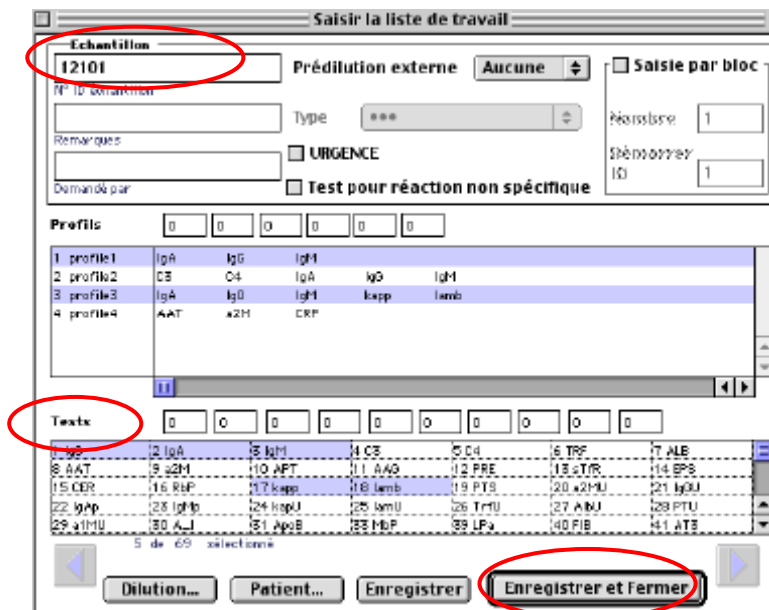 Saisir la liste de travail
Echantillon
12101
Prédilution externe Aucune
Saisie par bloc
N° ID échantillon
Type •••
Nombre 1
Remarques
URGENCE
Démarrer ID 1
Demandé par
Test pour réaction non spécifique
Profils 0 0 0 0 0 0
1 profile1 IgA IgG IgM
2 profile2 C3 C4 IgA IgG IgM
3 profile3 IgA IgG IgM kapp lamb
4 profile4 AAT a2M CRP
Tests 0 0 0 0 0 0 0 0 0 0
1 IgG 2 IgA 3 IgM 4 C3 5 C4 6 TRF 7 ALB
8 AAT 9 a2M 10 APT 11 AAG 12 PRE 13 sTfR 14 EPS
15 CER 16 RbP 17 kapp 18 lamb 19 PTS 20 a2MU 21 IgGU
22 IgAp 23 IgMp 24 kapU 25 lamU 26 TrfU 27 AlbU 28 PTU
29 a1MU 30 A_I 31 ApoB 33 MbP 39 LPa 40 FIB 41 AT3
5 de 69 sélectionné
Dilution... Patient... Enregistrer Enregistrer et Fermer